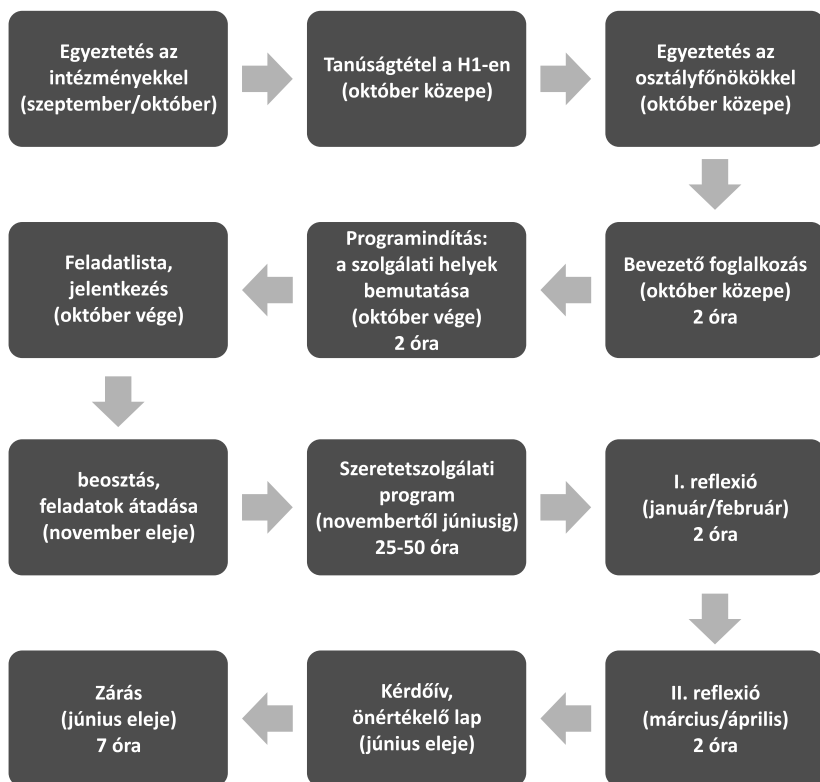 Egyeztetés az
intézményekkel
(szeptember/október)
Tanúságtétel a H1-en
(október közepe)
Egyeztetés az
osztályfőnökökkel
(október közepe)
Bevezető foglalkozás
(október közepe)
2 óra
Programindítás:
a szolgálati helyek
bemutatása
(október vége)
2 óra
Feladatlista,
jelentkezés
(október vége)
beosztás,
feladatok átadása
(november eleje)
Szeretetszolgálati
program
(novembertől júniusig)
25-50 óra
I. reflexió
(január/február)
2 óra
II. reflexió
(március/április)
2 óra
Kérdőív,
önértékelő lap
(június eleje)
Zárás
(június eleje)
7 óra